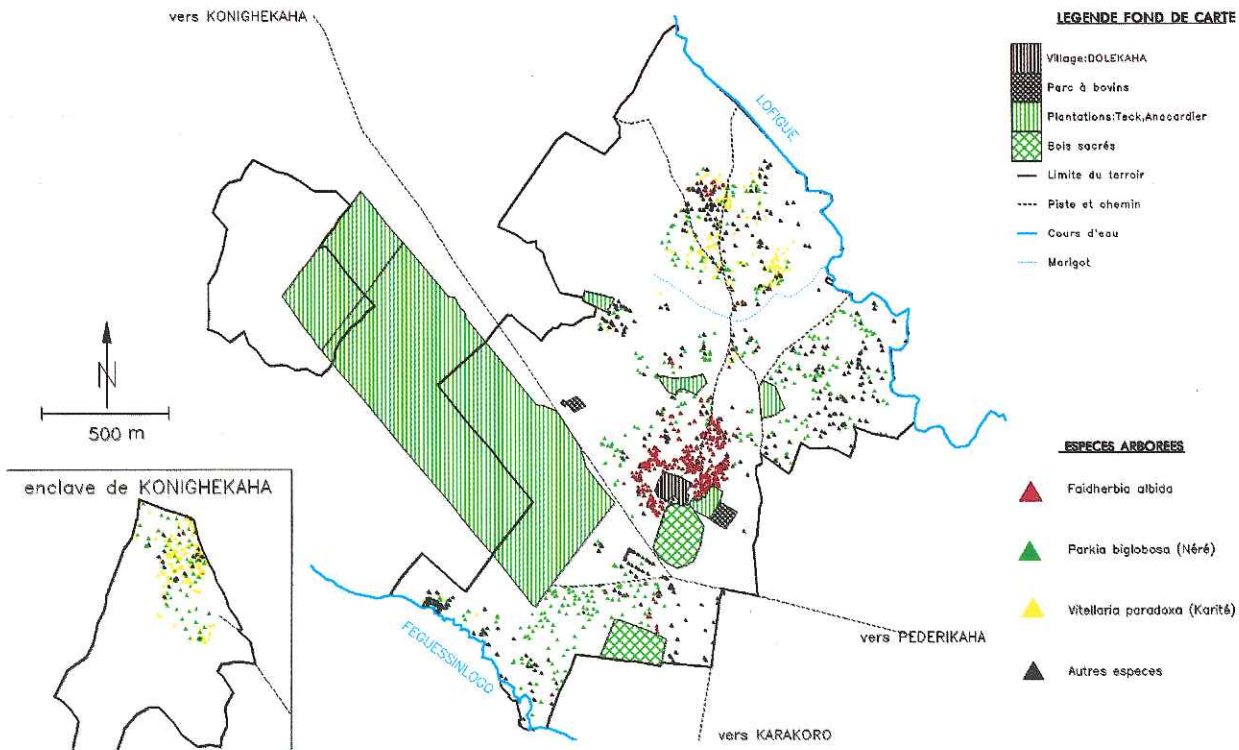 vers KONIGHEKAHA
LEGENDE FOND DE CARTE
Village:DOLEKAHA
Parc à bovins
Plantations:Teck,Anacardier
Bois sacrés
Limite du terroir
Piste et chemin
Cours d'eau
Marigot
LOFIGUE
N
500 m
enclave de KONIGHEKAHA
ESPECES ARBOREES
Faidherbia albida
Parkia biglobosa (Néré)
Vitellaria paradoxa (Karité)
Autres especes
FEGUESSINLOGO
vers PEDERIKAHA
vers KARAKORO